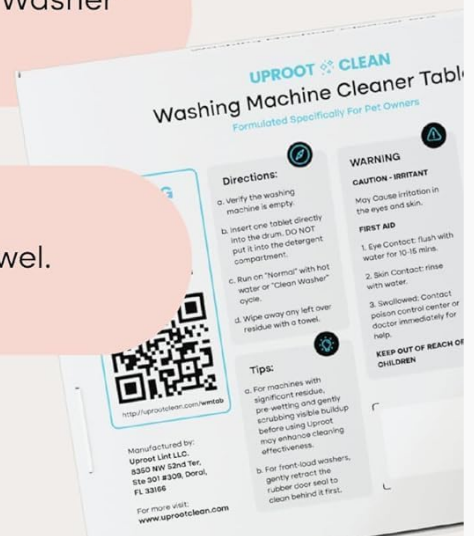 Washer
wel.
UPROOT CLEAN
Washing Machine Cleaner Table
Formulated Specifically For Pet Owners
G
http://uprootclean.com/wmtab
Manufactured by:
Uproot Lint LLC.
8350 NW 52nd Ter,
Ste 301 #309, Doral,
FL 33166
For more visit:
www.uprootclean.com
Directions:
a. Verify the washing
machine is empty.
b. Insert one tablet directly
into the drum. DO NOT
put it into the detergent
compartment.
c. Run on "Normal" with hot
water or "Clean Washer"
cycle.
d. Wipe away any left over
residue with a towel.
Tips:
a. For machines with
significant residue,
pre-wetting and gently
scrubbing visible buildup
before using Uproot
may enhance cleaning
effectiveness.
b. For front-load washers,
gently retract the
rubber door seal to
clean behind it first.
WARNING
CAUTION - IRRITANT
May Cause irritation in
the eyes and skin.
FIRST AID
1. Eye Contact: flush with
water for 10-15 mins.
2. Skin Contact: rinse
with water.
3. Swallowed: Contact
poison control center or
doctor immediately for
help.
KEEP OUT OF REACH OF
CHILDREN